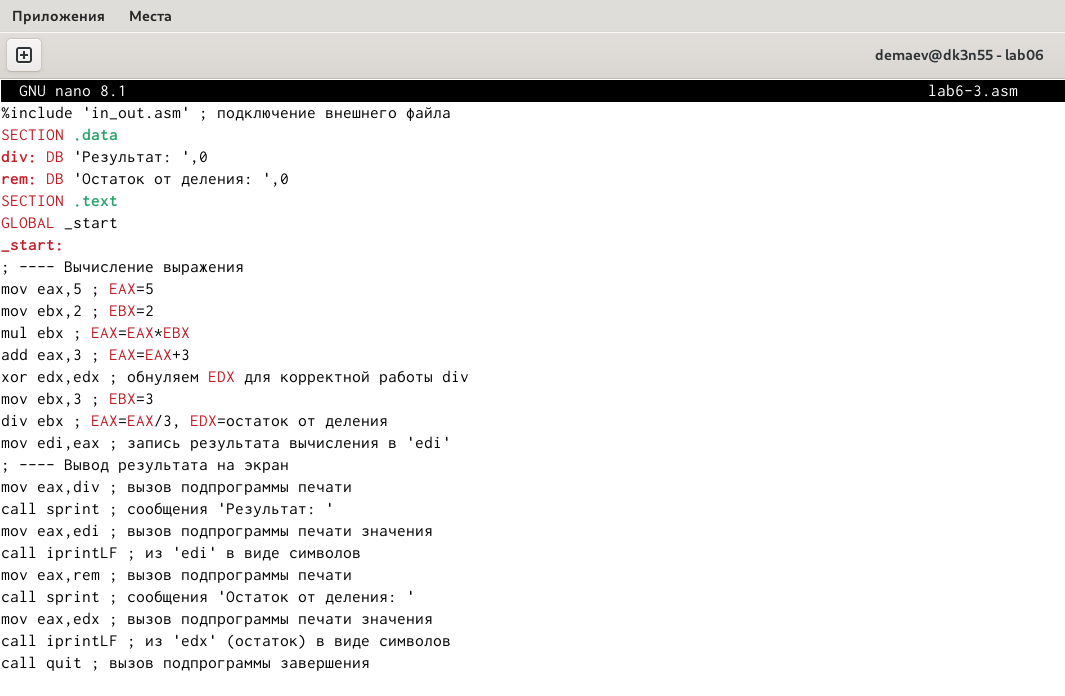 Приложения Места
demaev@dk3n55 - lab06
GNU nano 8.1 lab6-3.asm
%include 'in_out.asm' ; подключение внешнего файла
SECTION .data
div: DB 'Результат: ',0
rem: DB 'Остаток от деления: ',0
SECTION .text
GLOBAL _start
_start:
; ---- Вычисление выражения
mov eax,5 ; EAX=5
mov ebx,2 ; EBX=2
mul ebx ; EAX=EAX*EBX
add eax,3 ; EAX=EAX+3
xor edx,edx ; обнуляем EDX для корректной работы div
mov ebx,3 ; EBX=3
div ebx ; EAX=EAX/3, EDX=остаток от деления
mov edi,eax ; запись результата вычисления в 'edi'
; ---- Вывод результата на экран
mov eax,div ; вызов подпрограммы печати
call sprint ; сообщения 'Результат: '
mov eax,edi ; вызов подпрограммы печати значения
call iprintLF ; из 'edi' в виде символов
mov eax,rem ; вызов подпрограммы печати
call sprint ; сообщения 'Остаток от деления: '
mov eax,edx ; вызов подпрограммы печати значения
call iprintLF ; из 'edx' (остаток) в виде символов
call quit ; вызов подпрограммы завершения